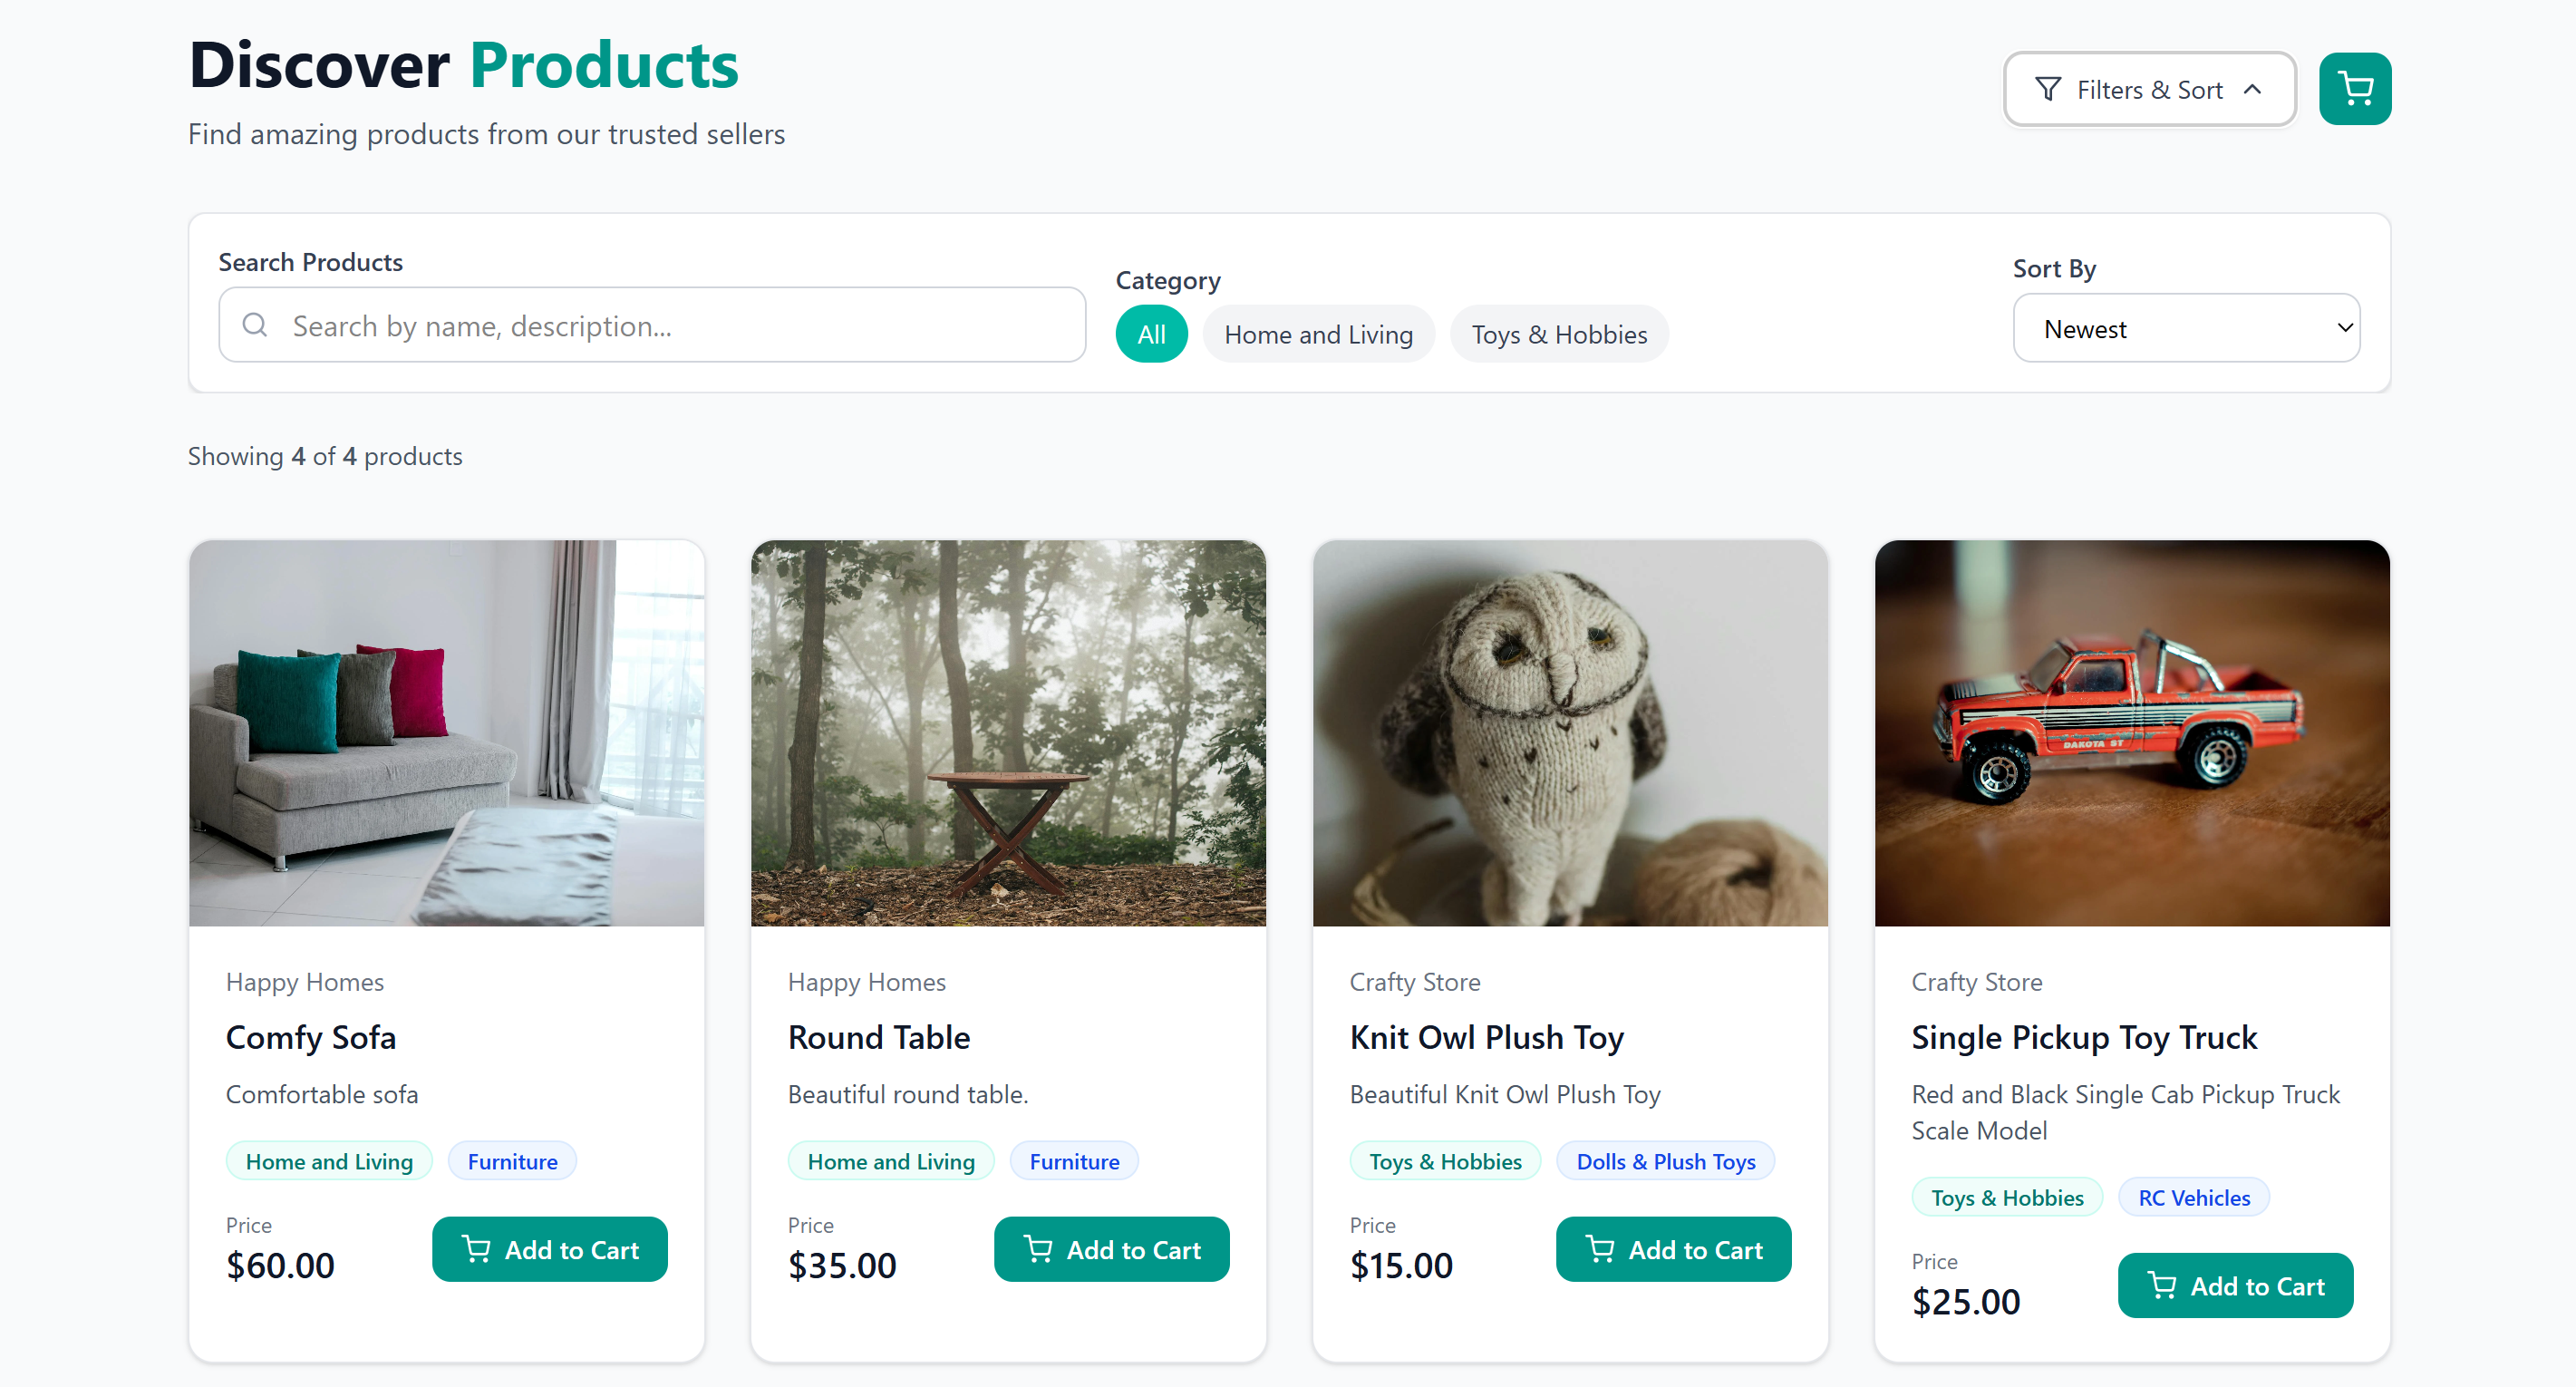 Discover Products
Find amazing products from our trusted sellers
Filters & Sort
Search Products
Search by name, description...
Category
All
Home and Living
Toys & Hobbies
Sort By
Newest
Showing 4 of 4 products
DAKOTA ST
Happy Homes
Comfy Sofa
Comfortable sofa
Home and Living
Furniture
Price
$60.00
Add to Cart
Happy Homes
Round Table
Beautiful round table.
Home and Living
Furniture
Price
$35.00
Add to Cart
Crafty Store
Knit Owl Plush Toy
Beautiful Knit Owl Plush Toy
Toys & Hobbies
Dolls & Plush Toys
Price
$15.00
Add to Cart
Crafty Store
Single Pickup Toy Truck
Red and Black Single Cab Pickup Truck
Scale Model
Toys & Hobbies
RC Vehicles
Price
$25.00
Add to Cart